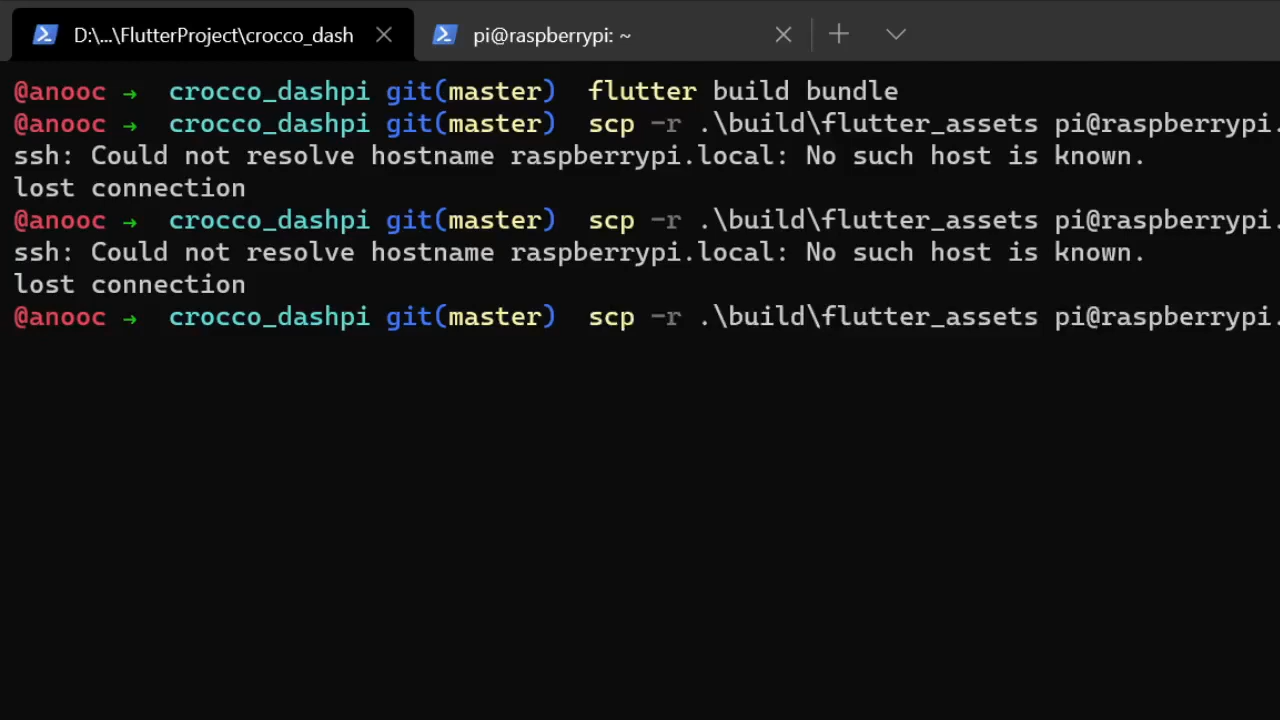 D:\...\FlutterProject\crocco_dash
pi@raspberrypi: ~
@anooc → crocco_dashpi git(master) flutter build bundle
@anooc → crocco_dashpi git(master) scp -r .\build\flutter_assets pi@raspberrypi.
ssh: Could not resolve hostname raspberrypi.local: No such host is known.
lost connection
@anooc → crocco_dashpi git(master) scp -r .\build\flutter_assets pi@raspberrypi.
ssh: Could not resolve hostname raspberrypi.local: No such host is known.
lost connection
@anooc → crocco_dashpi git(master) scp -r .\build\flutter_assets pi@raspberrypi.